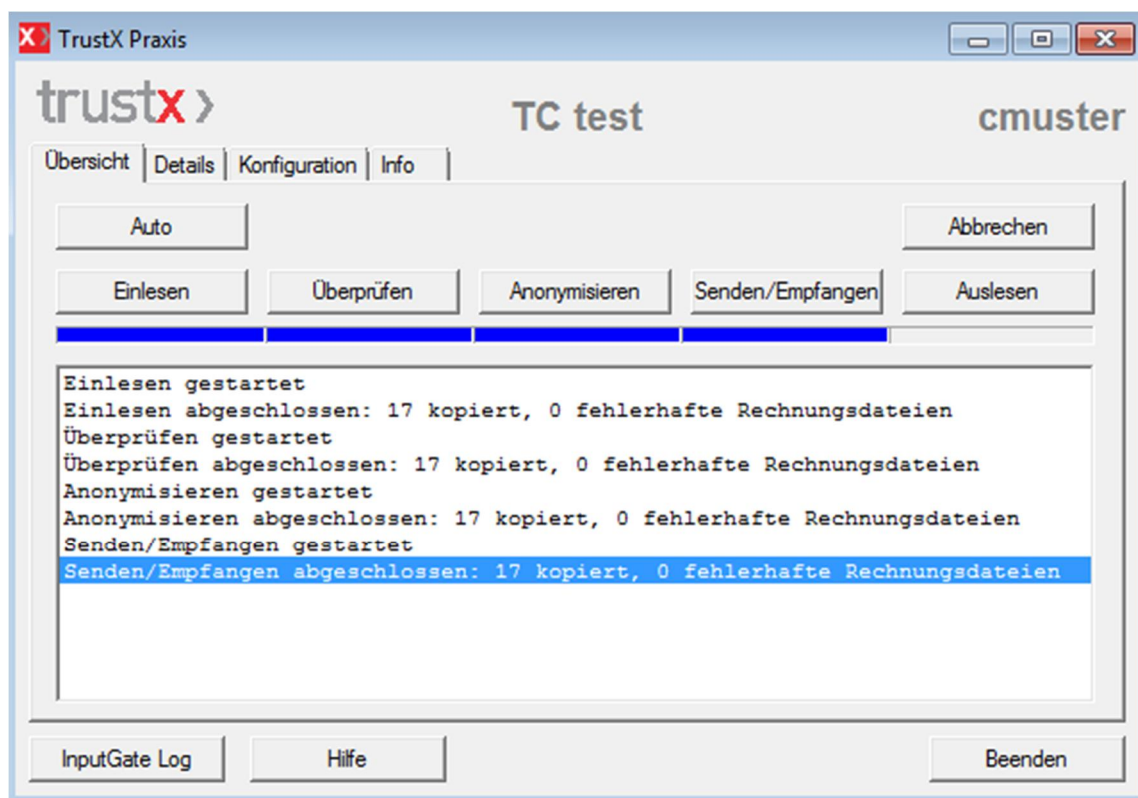 TrustX Praxis
trustx
TC test
cmuster
Übersicht Details Konfiguration Info
Auto Abbrechen
Einlesen Überprüfen Anonymisieren Senden/Empfangen Auslesen
Einlesen gestartet
Einlesen abgeschlossen: 17 kopiert, 0 fehlerhafte Rechnungsdateien
Überprüfen gestartet
Überprüfen abgeschlossen: 17 kopiert, 0 fehlerhafte Rechnungsdateien
Anonymisieren gestartet
Anonymisieren abgeschlossen: 17 kopiert, 0 fehlerhafte Rechnungsdateien
Senden/Empfangen gestartet
Senden/Empfangen abgeschlossen: 17 kopiert, 0 fehlerhafte Rechnungsdateien
InputGate Log Hilfe Beenden